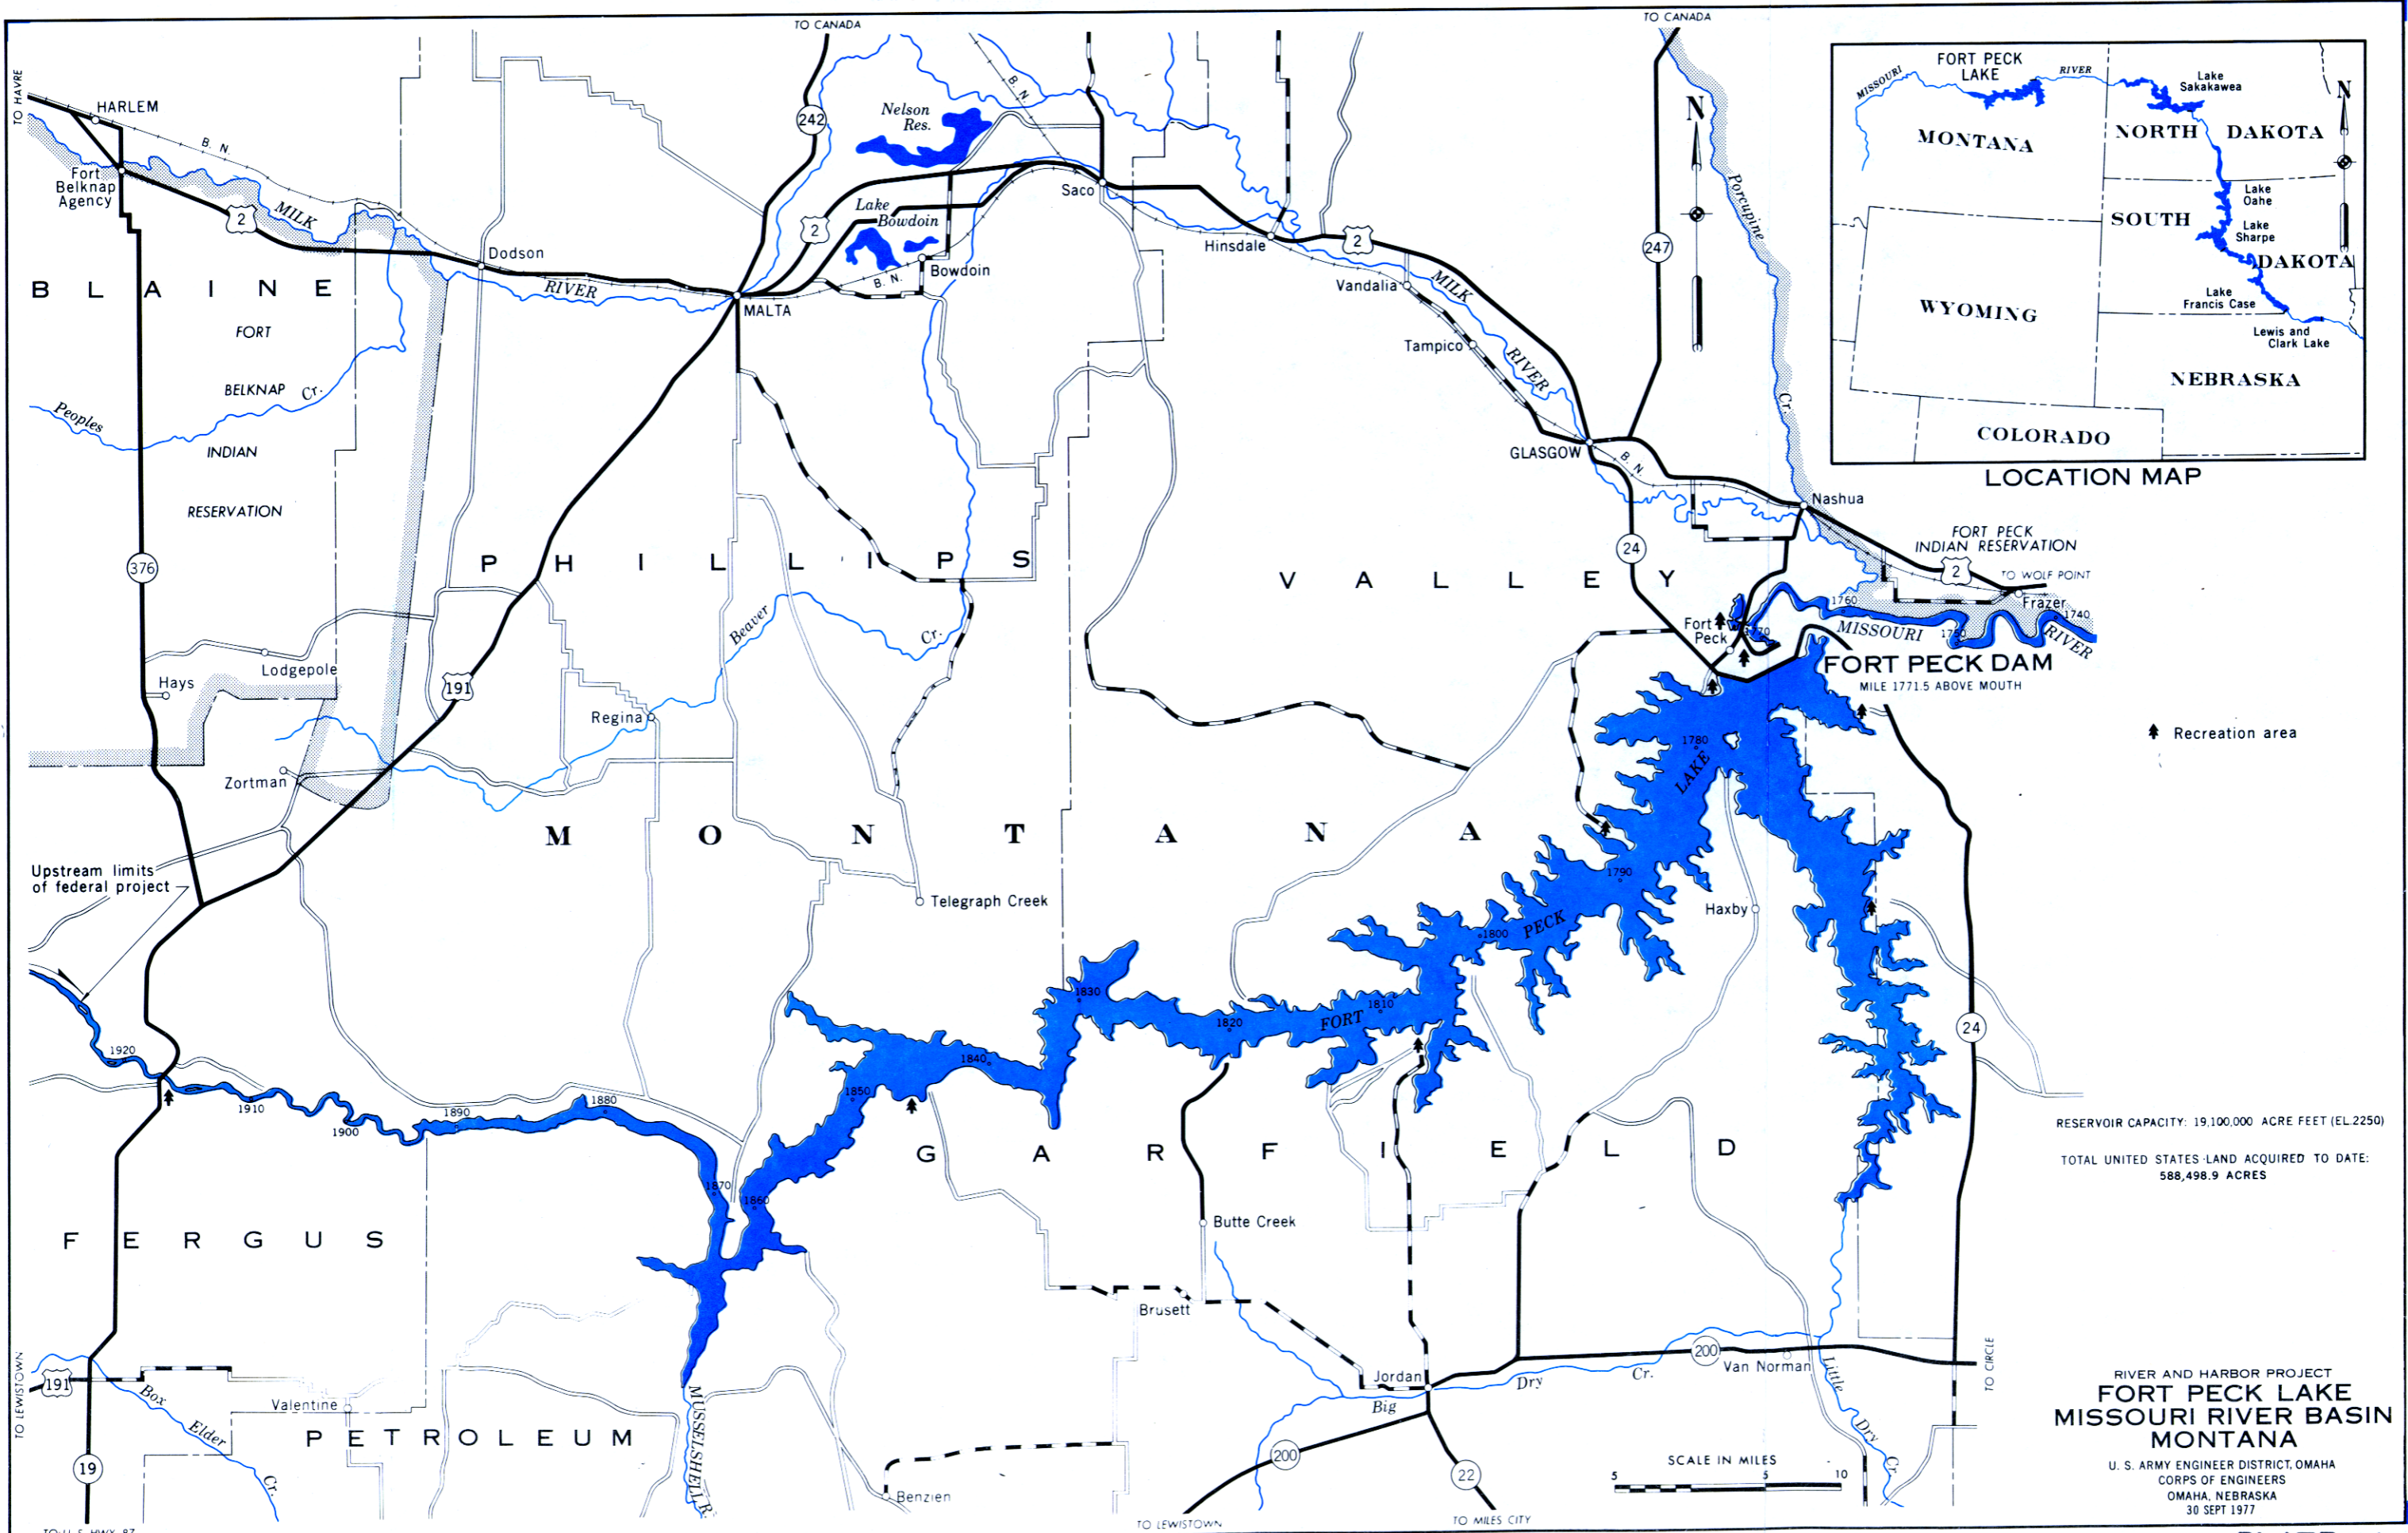 TO CANADA
TO CANADA
TO HAVRE
HARLEM
B. N.
Fort
Belknap
Agency
2
MILK
RIVER
Dodson
MALTA
242
Nelson
Res.
B. N.
Lake
Bowdoin
2
Bowdoin
B. N.
Saco
Hinsdale
2
Vandalia
MILK
RIVER
Tampico
GLASGOW
B. N.
247
N
Porcupine
Cr.
Nashua
FORT PECK
INDIAN RESERVATION
2
TO WOLF POINT
Frazer
FORT PECK
LAKE
MISSOURI
RIVER
Lake
Sakakawea
N
MONTANA
NORTH DAKOTA
Lake
Oahe
SOUTH
DAKOTA
Lake
Sharpe
WYOMING
Lake
Francis Case
Lewis and
Clark Lake
NEBRASKA
COLORADO
LOCATION MAP
BLAINE
FORT
BELKNAP
INDIAN
RESERVATION
Peoples
Cr.
376
PHILLIPS
VALLEY
24
Fort
Peck
1770
1760
1750
1740
MISSOURI
RIVER
FORT PECK DAM
MILE 1771.5 ABOVE MOUTH
Recreation area
Lodgepole
Hays
191
Regina
Beaver
Cr.
Zortman
MONTANA
Upstream limits
of federal project
Telegraph Creek
Haxby
FORT
PECK
LAKE
1780
1790
1800
1810
1820
1830
1840
1850
1860
1870
1880
1890
1900
1910
1920
24
GARFIELD
FERGUS
RESERVOIR CAPACITY: 19,100,000 ACRE FEET (EL.2250)
TOTAL UNITED STATES LAND ACQUIRED TO DATE:
588,498.9 ACRES
Butte Creek
Brusett
Jordan
Big
Dry
Cr.
200
Van Norman
Little
Dry
Cr.
TO CIRCLE
TO LEWISTOWN
191
Box
Elder
Cr.
Valentine
PETROLEUM
MUSSELSHELL R.
19
Benzien
200
22
TO LEWISTOWN
TO MILES CITY
SCALE IN MILES
5 5 10
RIVER AND HARBOR PROJECT
FORT PECK LAKE
MISSOURI RIVER BASIN
MONTANA
U. S. ARMY ENGINEER DISTRICT, OMAHA
CORPS OF ENGINEERS
OMAHA, NEBRASKA
30 SEPT 1977